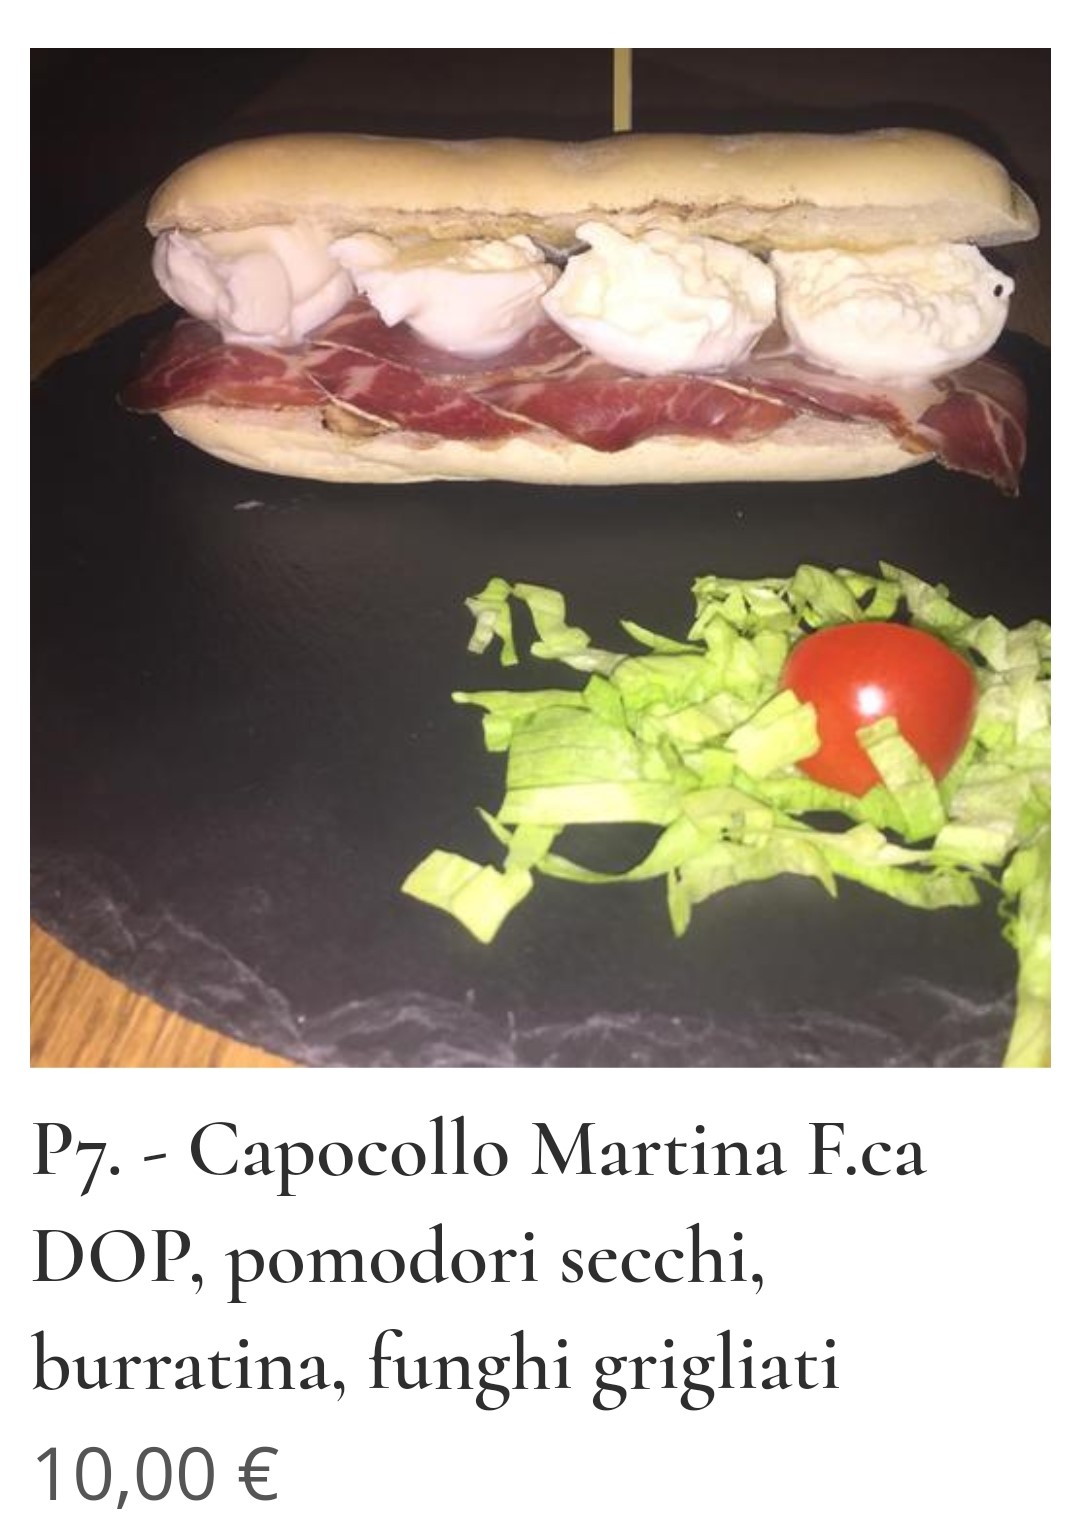 P7. - Capocollo Martina F.ca
DOP, pomodori secchi,
burratina, funghi grigliati
10,00 €